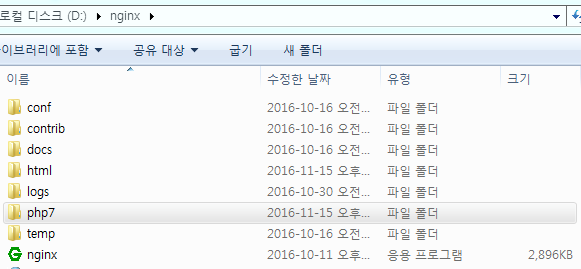 로컬 디스크 (D:) ▸ nginx ▸
이브러리에 포함 ▾ 공유 대상 ▾ 굽기 새 폴더
이름 수정한 날짜 유형 크기
conf 2016-10-16 오전... 파일 폴더
contrib 2016-10-16 오전... 파일 폴더
docs 2016-10-16 오전... 파일 폴더
html 2016-11-15 오후... 파일 폴더
logs 2016-10-30 오전... 파일 폴더
php7 2016-11-15 오후... 파일 폴더
temp 2016-10-16 오전... 파일 폴더
nginx 2016-10-11 오후... 응용 프로그램 2,896KB